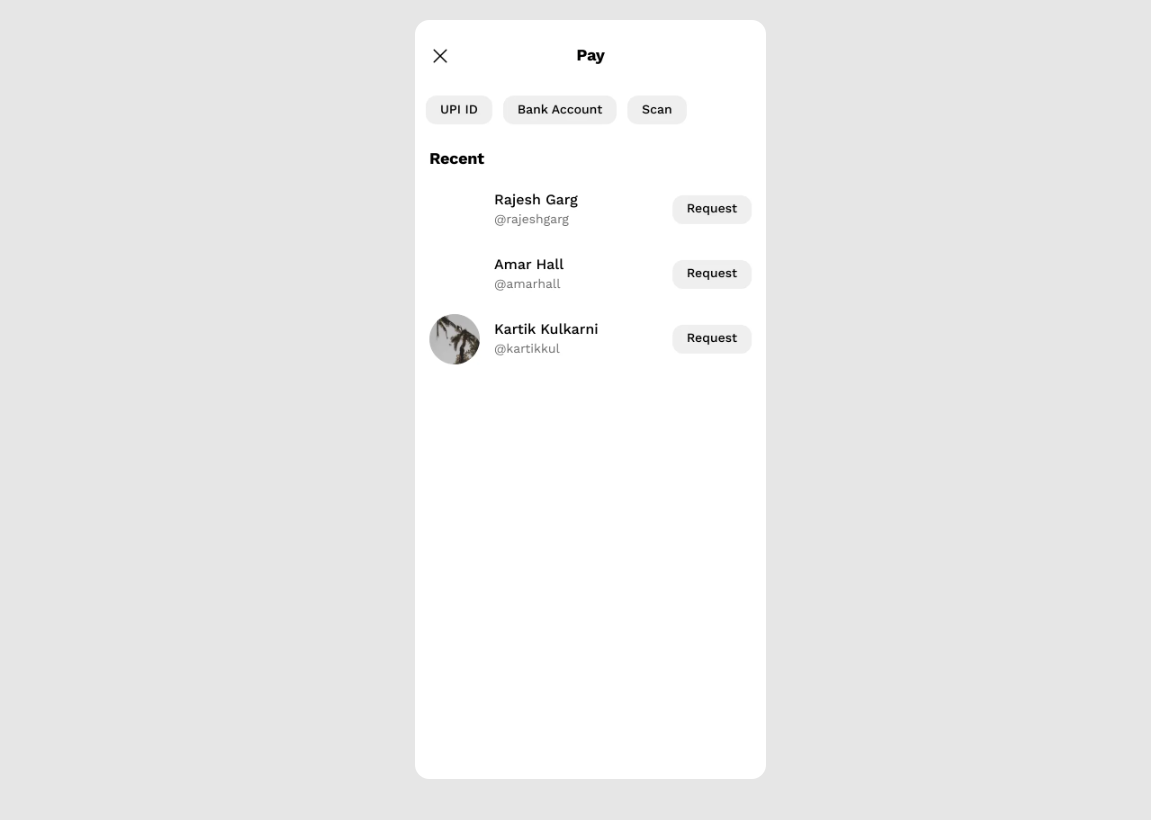 Pay
UPI ID
Bank Account
Scan
Recent
Rajesh Garg
@rajeshgarg
Request
Amar Hall
@amarhall
Request
Kartik Kulkarni
@kartikkul
Request